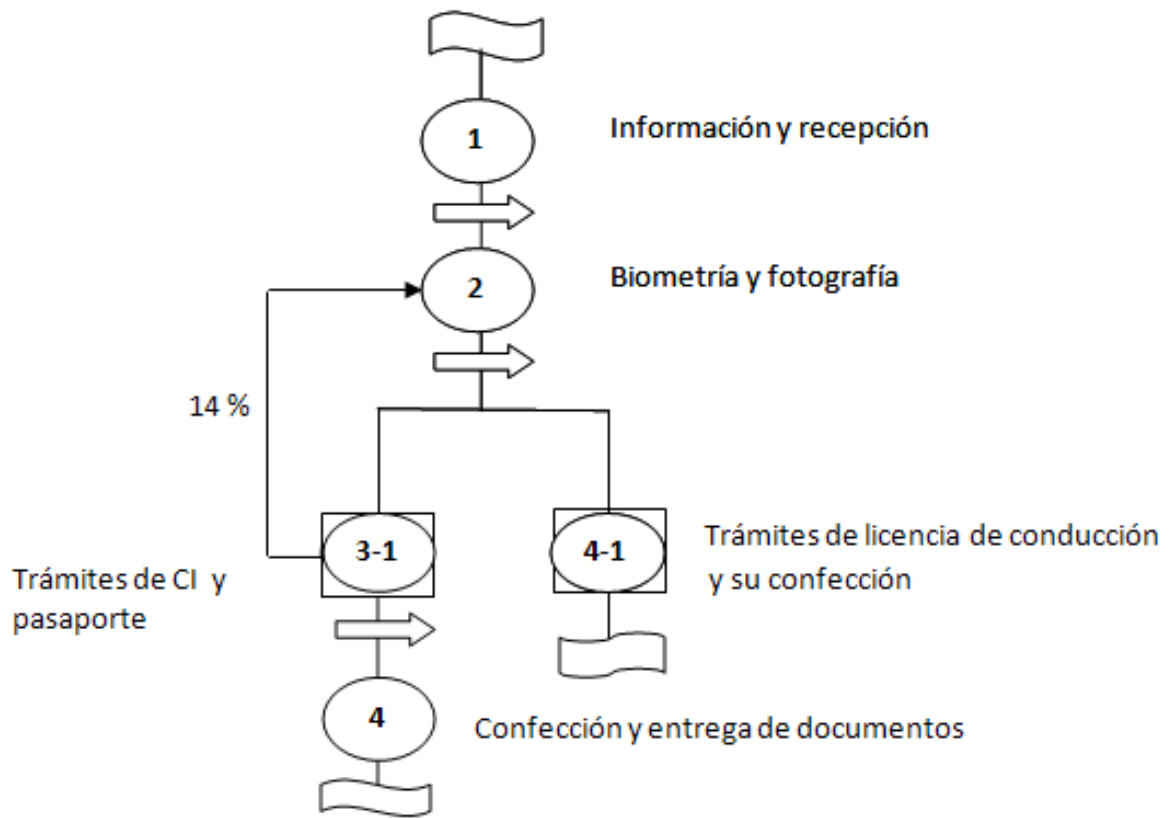 1
Información y recepción
2
Biometría y fotografía
14 %
3-1
4-1
Trámites de licencia de conducción
y su confección
Trámites de CI y
pasaporte
4
Confección y entrega de documentos